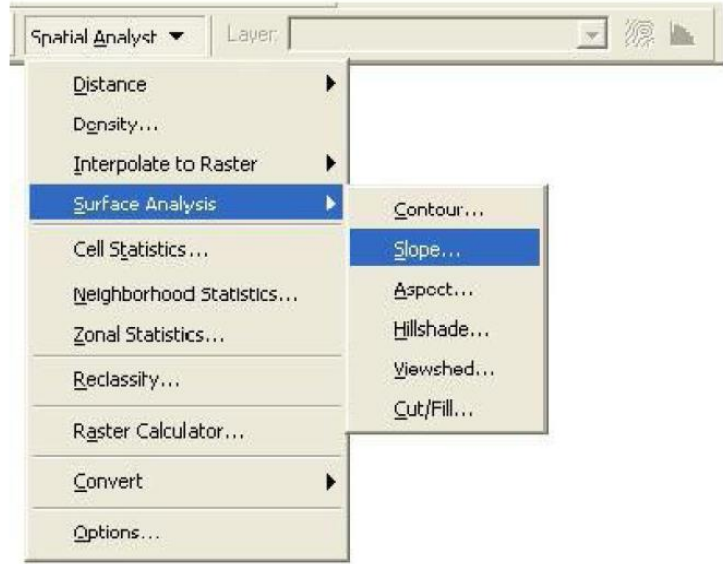 Spatial Analyst
Layer:
Distance
Density...
Interpolate to Raster
Surface Analysis
Cell Statistics...
Neighborhood Statistics...
Zonal Statistics...
Reclassify...
Raster Calculator...
Convert
Options...
Contour...
Slope...
Aspect...
Hillshade...
Viewshed...
Cut/Fill...